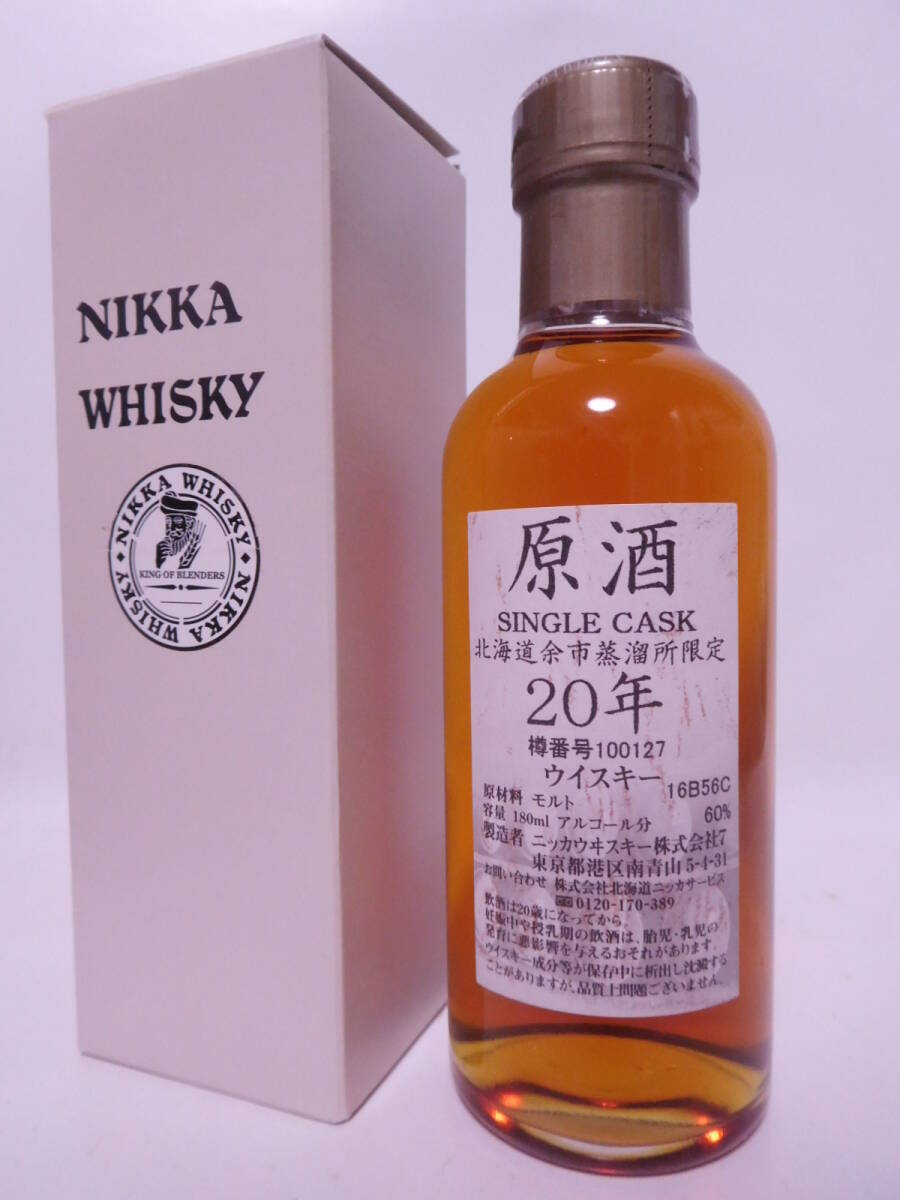 NIKKA
WHISKY
NIKKA WHISKY ◆ NIKKA WHISKY ◆
KING OF BLENDERS
原酒
SINGLE CASK
北海道余市蒸溜所限定
20年
樽番号100127
ウイスキー 16B56C
原材料 モルト
容量 180ml アルコール分 60%
製造者 ニッカウヰスキー株式会社7
東京都港区南青山5-4-31
お問い合わせ 株式会社北海道ニッカサービス
0120-170-389
飲酒は20歳になってから。
妊娠中や授乳期の飲酒は、胎児・乳児の
発育に悪影響を与えるおそれがあります。
ウイスキー成分等が保存中に析出し沈澱する
ことがありますが、品質上問題ございません。